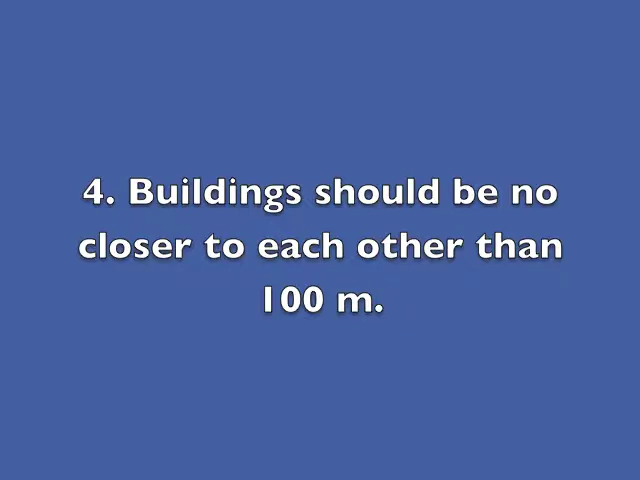 4. Buildings should be no
closer to each other than
100 m.